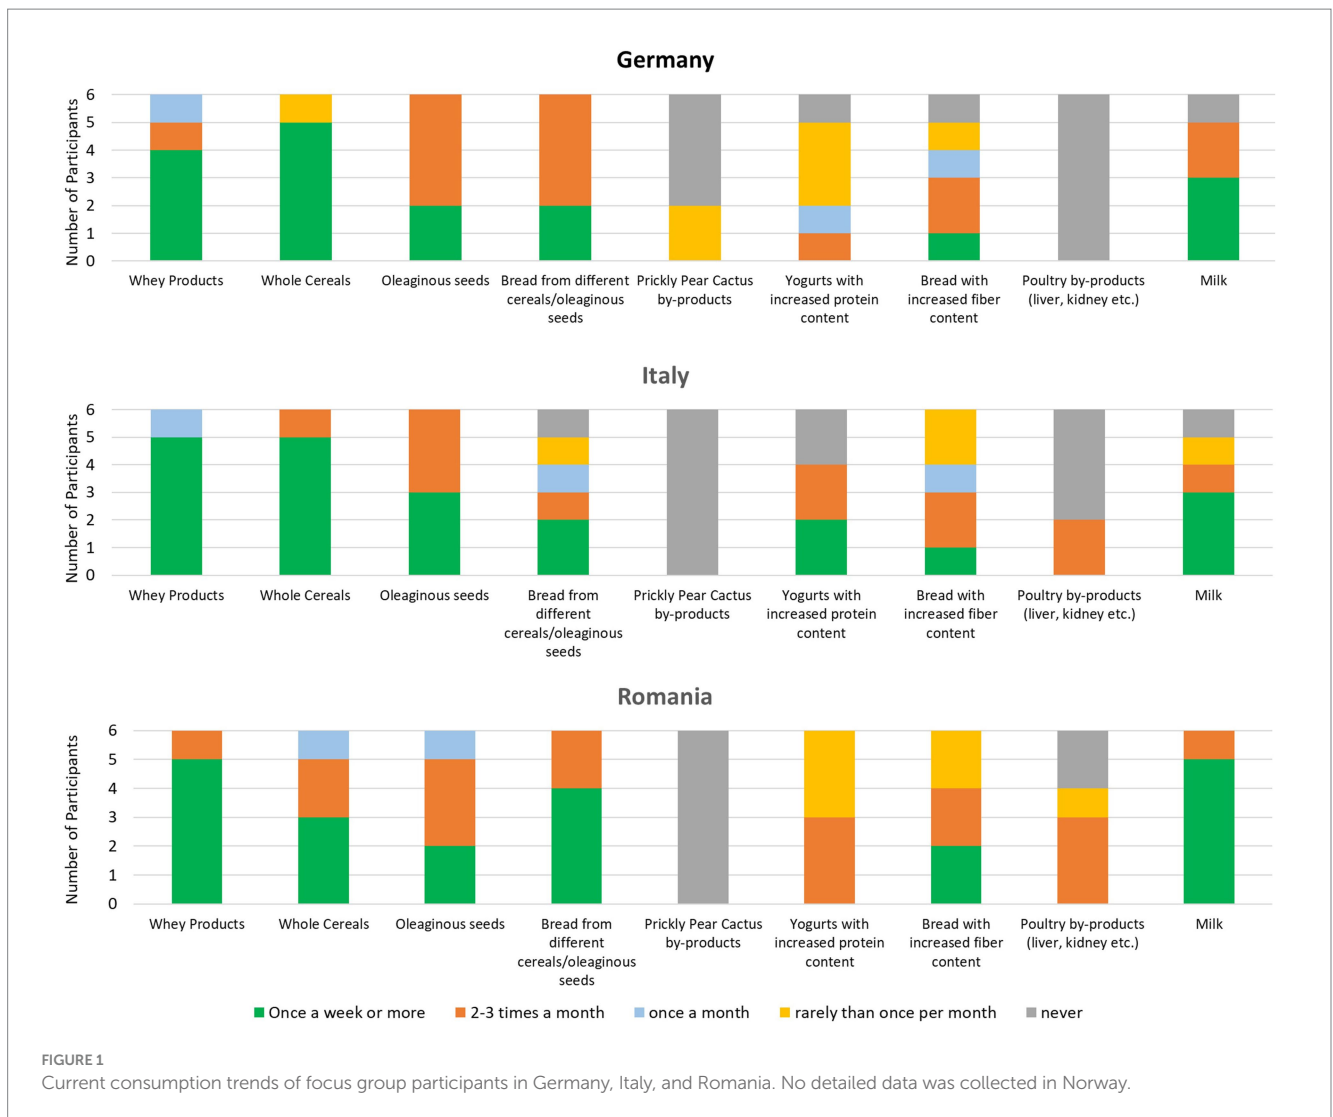 Germany
Number of Participants
6
5
4
3
2
1
0
Whey Products
Whole Cereals
Oleaginous seeds
Bread from different
cereals/oleaginous
seeds
Prickly Pear Cactus
by-products
Yogurts with
increased protein
content
Bread with
increased fiber
content
Poultry by-products
(liver, kidney etc.)
Milk
Italy
Number of Participants
6
5
4
3
2
1
0
Whey Products
Whole Cereals
Oleaginous seeds
Bread from
different
cereals/oleaginous
seeds
Prickly Pear Cactus
by-products
Yogurts with
increased protein
content
Bread with
increased fiber
content
Poultry by-products
(liver, kidney etc.)
Milk
Romania
Number of Participants
6
5
4
3
2
1
0
Whey Products
Whole Cereals
Oleaginous seeds
Bread from
different
cereals/oleaginous
seeds
Prickly Pear Cactus
by-products
Yogurts with
increased protein
content
Bread with
increased fiber
content
Poultry by-products
(liver, kidney etc.)
Milk
Once a week or more
2-3 times a month
once a month
rarely than once per month
never
FIGURE 1
Current consumption trends of focus group participants in Germany, Italy, and Romania. No detailed data was collected in Norway.